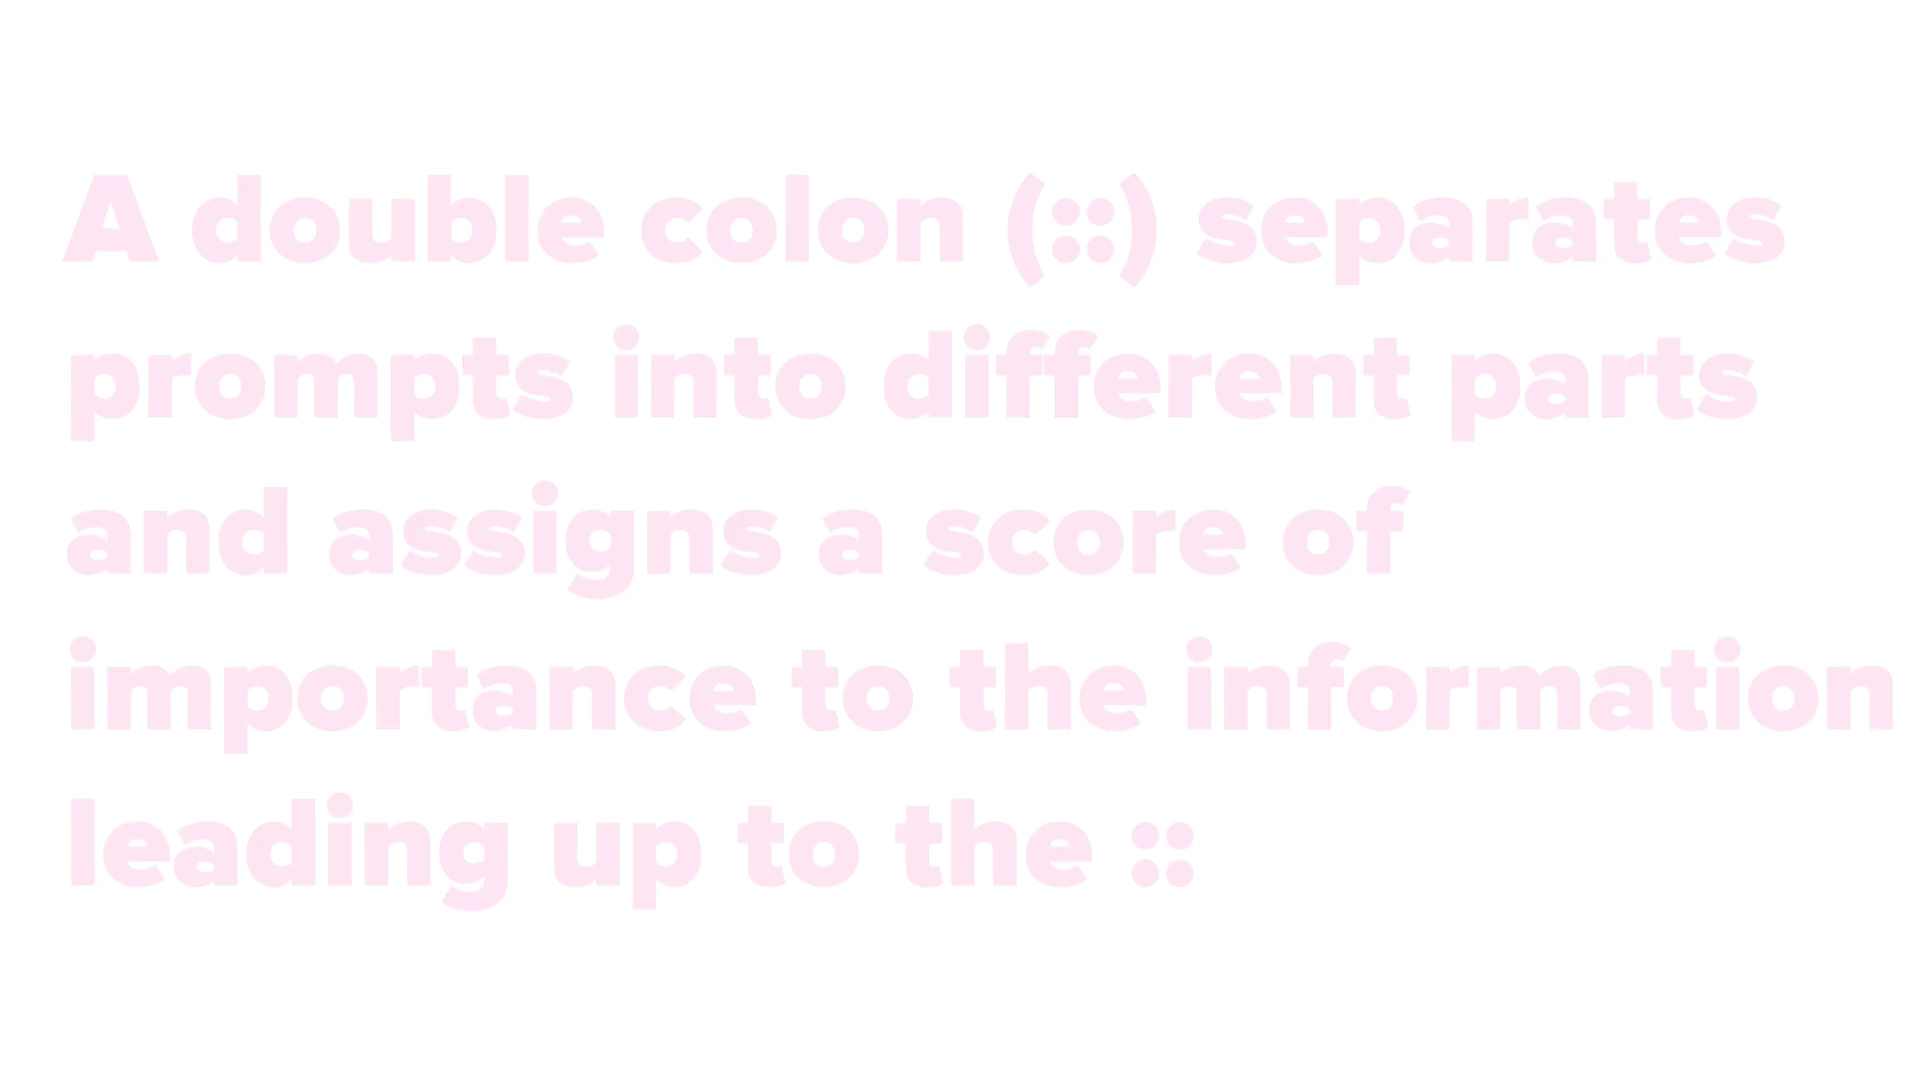 A double colon (::) separates
prompts into different parts
and assigns a score of
importance to the information
leading up to the ::